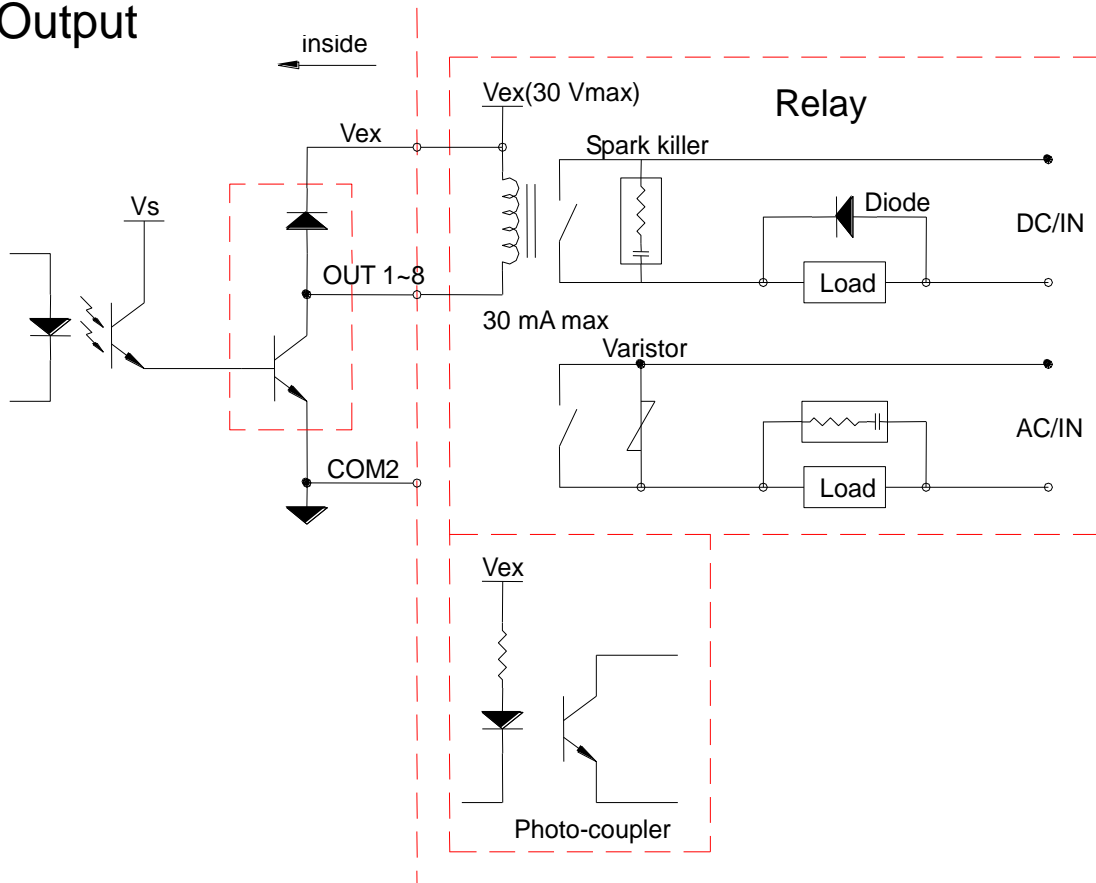 Output
inside
Vex(30 Vmax)
Relay
Vex
Spark killer
Vs
Diode
DC/IN
OUT 1~8
Load
30 mA max
Varistor
AC/IN
COM2
Load
Vex
Photo-coupler